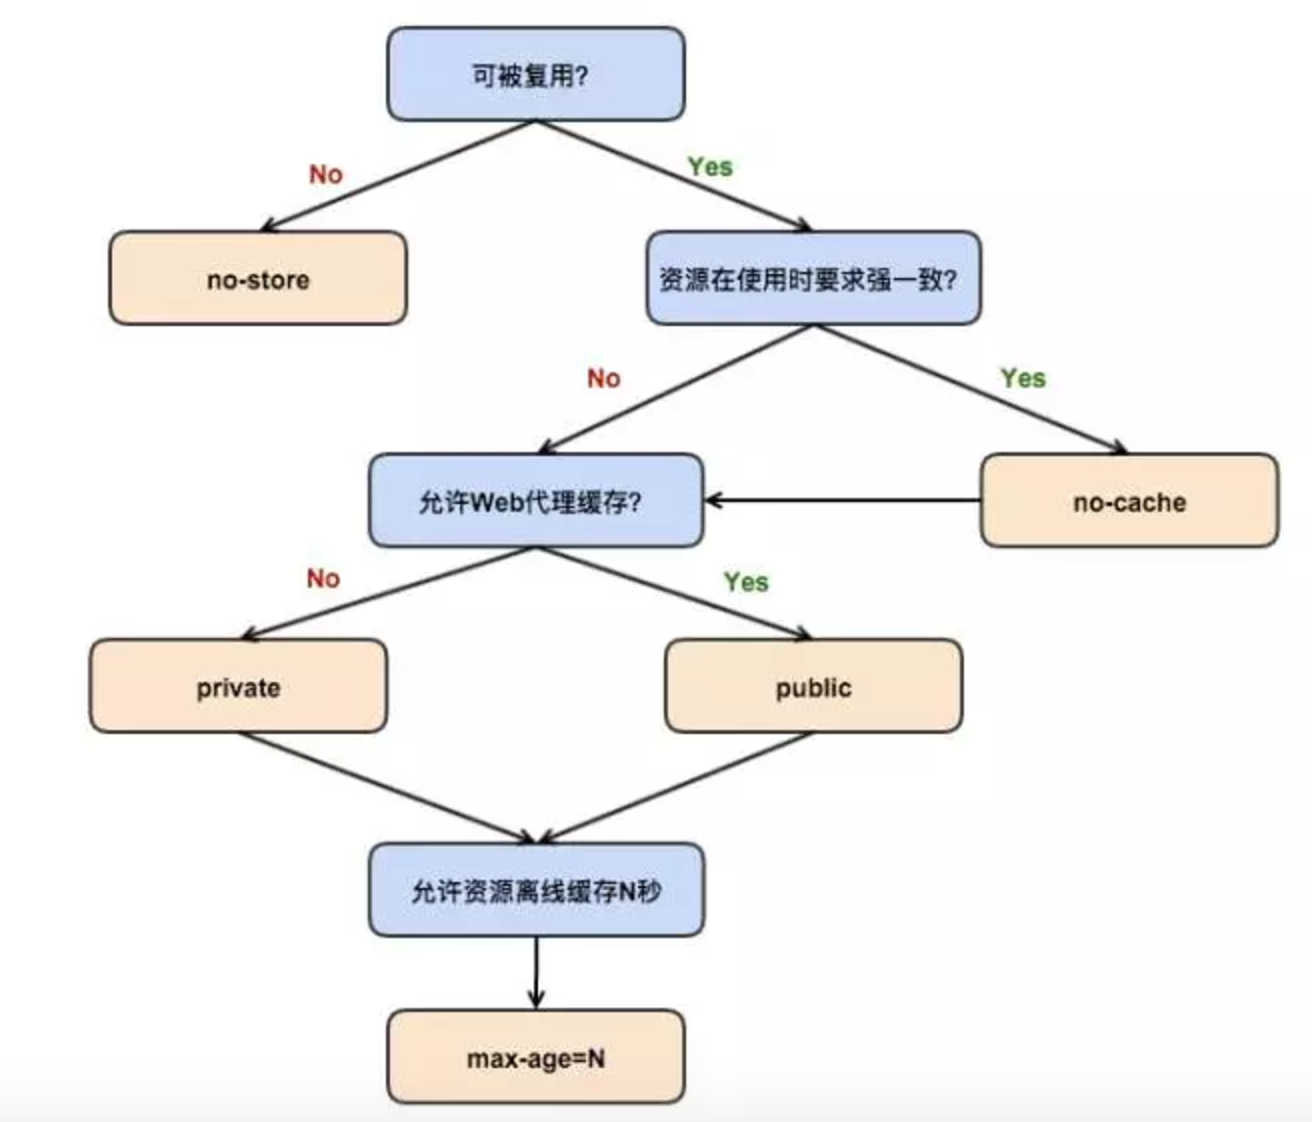 可被复用?
No
Yes
no-store
资源在使用时要求强一致?
No
Yes
允许Web代理缓存?
no-cache
No
Yes
private
public
允许资源离线缓存N秒
max-age=N